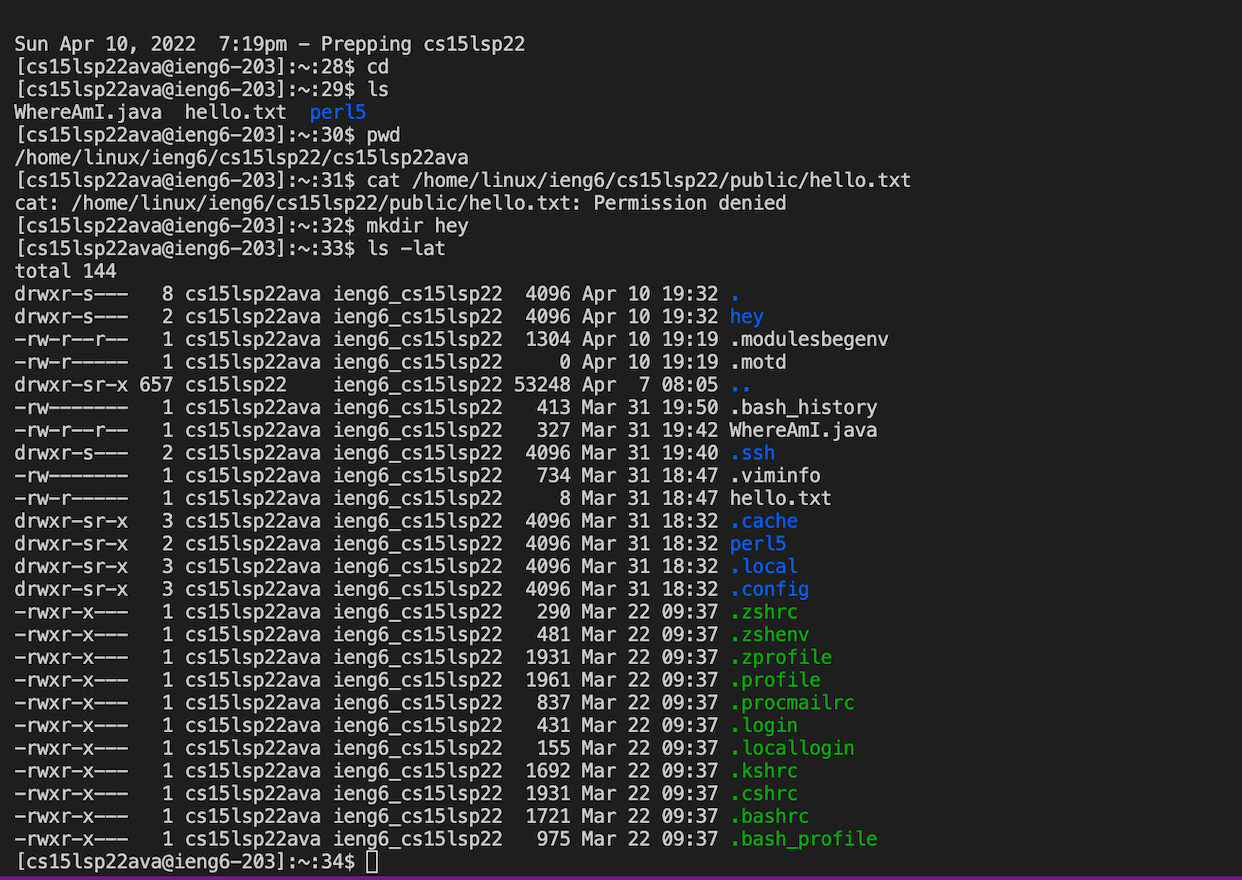 Sun Apr 10, 2022  7:19pm - Prepping cs15lsp22
[cs15lsp22ava@ieng6-203]:~:28$ cd
[cs15lsp22ava@ieng6-203]:~:29$ ls
WhereAmI.java  hello.txt  perl5
[cs15lsp22ava@ieng6-203]:~:30$ pwd
/home/linux/ieng6/cs15lsp22/cs15lsp22ava
[cs15lsp22ava@ieng6-203]:~:31$ cat /home/linux/ieng6/cs15lsp22/public/hello.txt
cat: /home/linux/ieng6/cs15lsp22/public/hello.txt: Permission denied
[cs15lsp22ava@ieng6-203]:~:32$ mkdir hey
[cs15lsp22ava@ieng6-203]:~:33$ ls -lat
total 144
drwxr-s---   8 cs15lsp22ava ieng6_cs15lsp22  4096 Apr 10 19:32 .
drwxr-s---   2 cs15lsp22ava ieng6_cs15lsp22  4096 Apr 10 19:32 hey
-rw-r--r--   1 cs15lsp22ava ieng6_cs15lsp22  1304 Apr 10 19:19 .modulesbegenv
-rw-r-----   1 cs15lsp22ava ieng6_cs15lsp22     0 Apr 10 19:19 .motd
drwxr-sr-x 657 cs15lsp22    ieng6_cs15lsp22 53248 Apr  7 08:05 ..
-rw-------   1 cs15lsp22ava ieng6_cs15lsp22   413 Mar 31 19:50 .bash_history
-rw-r--r--   1 cs15lsp22ava ieng6_cs15lsp22   327 Mar 31 19:42 WhereAmI.java
drwxr-s---   2 cs15lsp22ava ieng6_cs15lsp22  4096 Mar 31 19:40 .ssh
-rw-------   1 cs15lsp22ava ieng6_cs15lsp22   734 Mar 31 18:47 .viminfo
-rw-r-----   1 cs15lsp22ava ieng6_cs15lsp22     8 Mar 31 18:47 hello.txt
drwxr-sr-x   3 cs15lsp22ava ieng6_cs15lsp22  4096 Mar 31 18:32 .cache
drwxr-sr-x   2 cs15lsp22ava ieng6_cs15lsp22  4096 Mar 31 18:32 perl5
drwxr-sr-x   3 cs15lsp22ava ieng6_cs15lsp22  4096 Mar 31 18:32 .local
drwxr-sr-x   3 cs15lsp22ava ieng6_cs15lsp22  4096 Mar 31 18:32 .config
-rwxr-x---   1 cs15lsp22ava ieng6_cs15lsp22   290 Mar 22 09:37 .zshrc
-rwxr-x---   1 cs15lsp22ava ieng6_cs15lsp22   481 Mar 22 09:37 .zshenv
-rwxr-x---   1 cs15lsp22ava ieng6_cs15lsp22  1931 Mar 22 09:37 .zprofile
-rwxr-x---   1 cs15lsp22ava ieng6_cs15lsp22  1961 Mar 22 09:37 .profile
-rwxr-x---   1 cs15lsp22ava ieng6_cs15lsp22   837 Mar 22 09:37 .procmailrc
-rwxr-x---   1 cs15lsp22ava ieng6_cs15lsp22   431 Mar 22 09:37 .login
-rwxr-x---   1 cs15lsp22ava ieng6_cs15lsp22   155 Mar 22 09:37 .locallogin
-rwxr-x---   1 cs15lsp22ava ieng6_cs15lsp22  1692 Mar 22 09:37 .kshrc
-rwxr-x---   1 cs15lsp22ava ieng6_cs15lsp22  1931 Mar 22 09:37 .cshrc
-rwxr-x---   1 cs15lsp22ava ieng6_cs15lsp22  1721 Mar 22 09:37 .bashrc
-rwxr-x---   1 cs15lsp22ava ieng6_cs15lsp22   975 Mar 22 09:37 .bash_profile
[cs15lsp22ava@ieng6-203]:~:34$